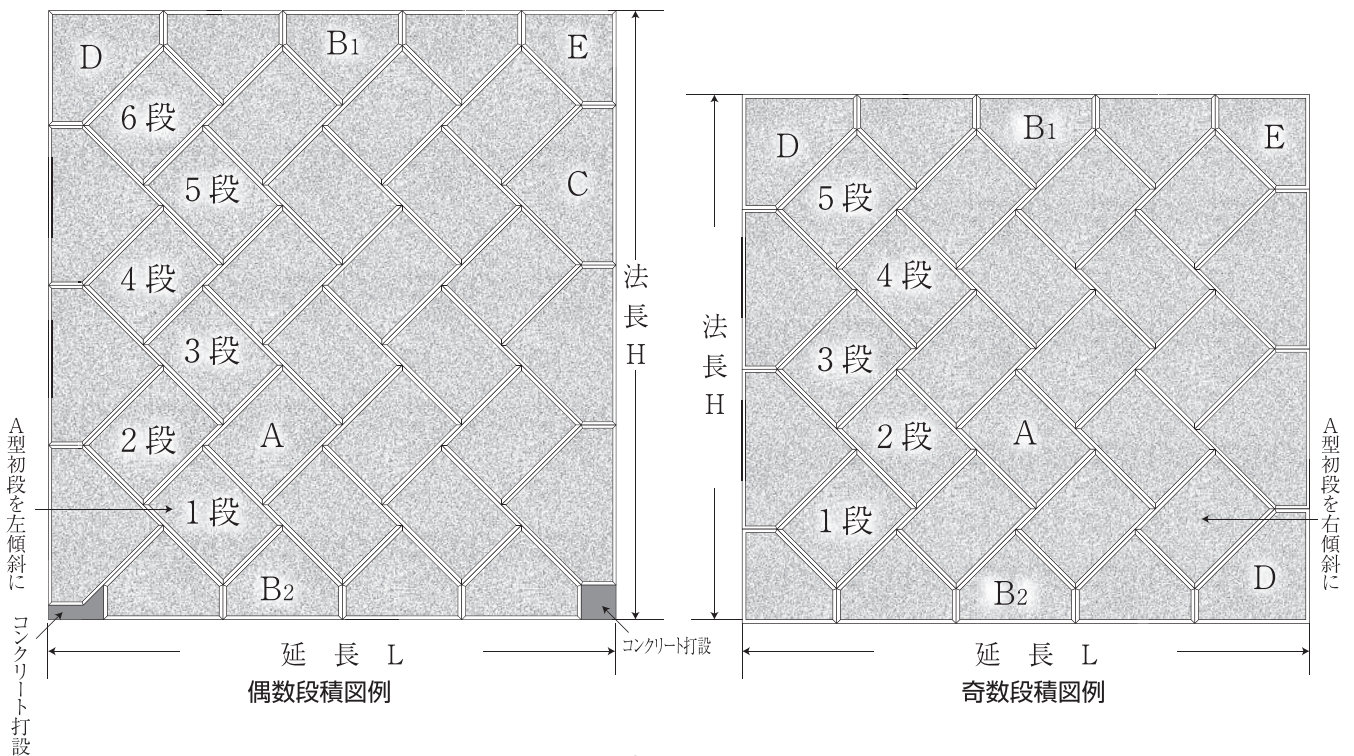 D
B1
E
6段
5段
C
4段
3段
2段
A
1段
B2
法長H
A型初段を左傾斜に
コンクリート打設
コンクリート打設
延長L
偶数段積図例
D
B1
E
5段
4段
3段
2段
A
1段
B2
D
法長H
A型初段を右傾斜に
延長L
奇数段積図例